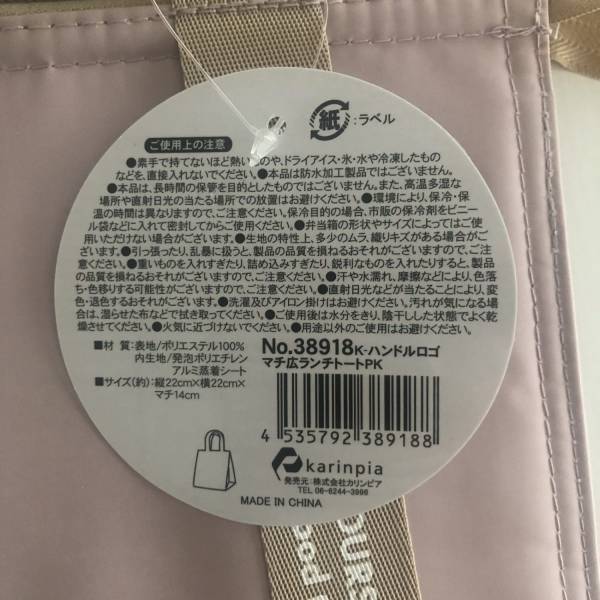 紙:ラベル
ご使用上の注意
●素手で持てないほど熱いものや、ドライアイス・氷・水や冷凍したもの
などを、直接入れないでください。●本品は防水加工製品ではございません。
●本品は、長時間の保管を目的としたものではございません。また、高温多湿な
場所や直射日光の当たる場所での放置はお避けください。●環境により、保冷・保
温の時間は異なりますので、ご注意ください。保冷目的の場合、市販の保冷剤をビニー
ル袋などに入れて密封してからご使用ください。●弁当箱の形状やサイズによってはご使
用いただけない場合がございます。●生地の特性上、多少のムラ、織りキズがある場合がご
ざいます。●引っ張ったり、乱暴に扱うと、製品の品質を損ねるおそれがございますので、ご注
意ください。●重いものを入れすぎたり、詰め込みすぎたり、鋭利なものを入れたりすると、製品
の品質を損ねるおそれがございますので、ご注意ください。●汗や水濡れ、摩擦などにより、色落
ち・色移りする可能性がございますので、ご注意ください。●直射日光などが当たることにより、変
色・退色するおそれがございます。●洗濯及びアイロン掛けはお避けください。汚れが気になる場合
は、湿らせた布などで拭き取ってください。●ご使用後は水分をきり、陰干しした状態でよく乾
燥させてください。●火気に近づけないでください。●用途以外のご使用はお避けください。
■材 質:表地/ポリエステル100%
内生地/発泡ポリエチレン
アルミ蒸着シート
■サイズ(約):縦22cm×横22cm×
マチ14cm
No.38918K-ハンドルロゴ
マチ広ランチトートPK
4 535792 389188
karinpia
発売元:株式会社カリンピア
TEL 06-6244-3966
MADE IN CHINA
OURS